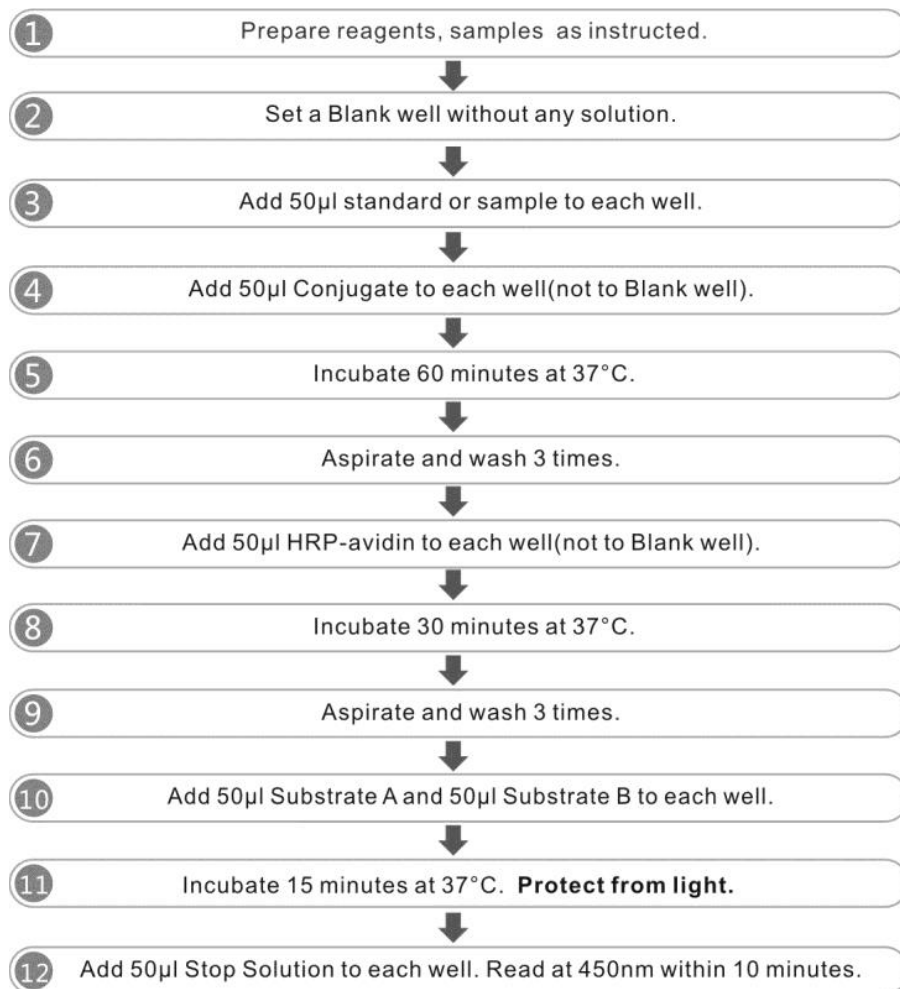 1 Prepare reagents, samples as instructed.
2 Set a Blank well without any solution.
3 Add 50μl standard or sample to each well.
4 Add 50μl Conjugate to each well(not to Blank well).
5 Incubate 60 minutes at 37°C.
6 Aspirate and wash 3 times.
7 Add 50μl HRP-avidin to each well(not to Blank well).
8 Incubate 30 minutes at 37°C.
9 Aspirate and wash 3 times.
10 Add 50μl Substrate A and 50μl Substrate B to each well.
11 Incubate 15 minutes at 37°C. Protect from light.
12 Add 50μl Stop Solution to each well. Read at 450nm within 10 minutes.